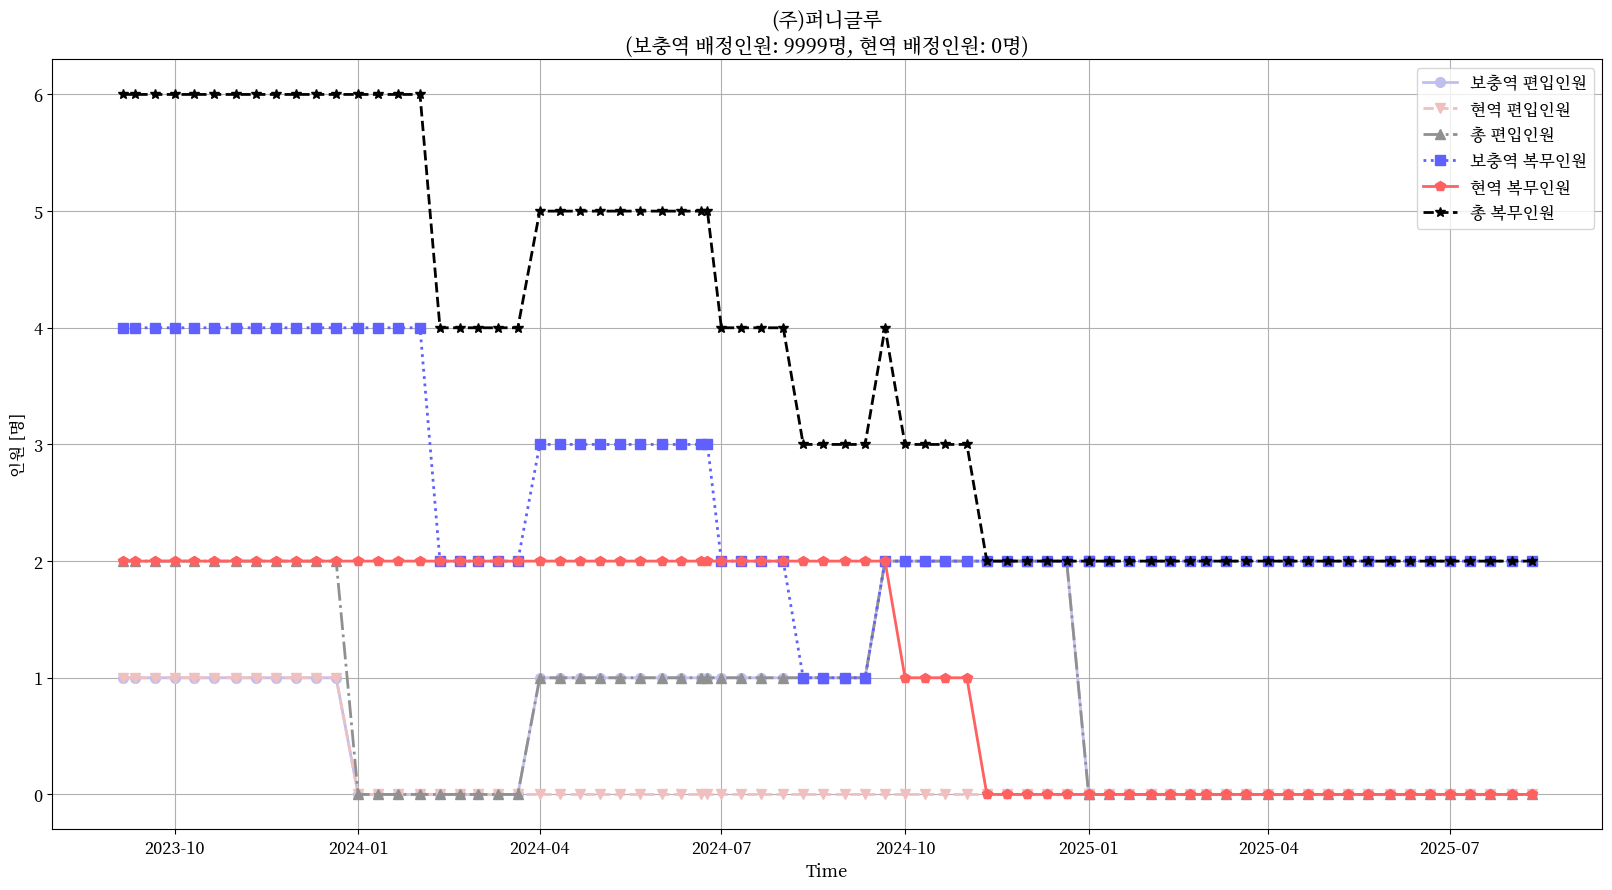 (주)퍼니글루
(보충역 배정인원: 9999명, 현역 배정인원: 0명)
보충역 편입인원
현역 편입인원
총 편입인원
보충역 복무인원
현역 복무인원
총 복무인원
인원 [명]
6
5
4
3
2
1
0
2023-10
2024-01
2024-04
2024-07
2024-10
2025-01
2025-04
2025-07
Time